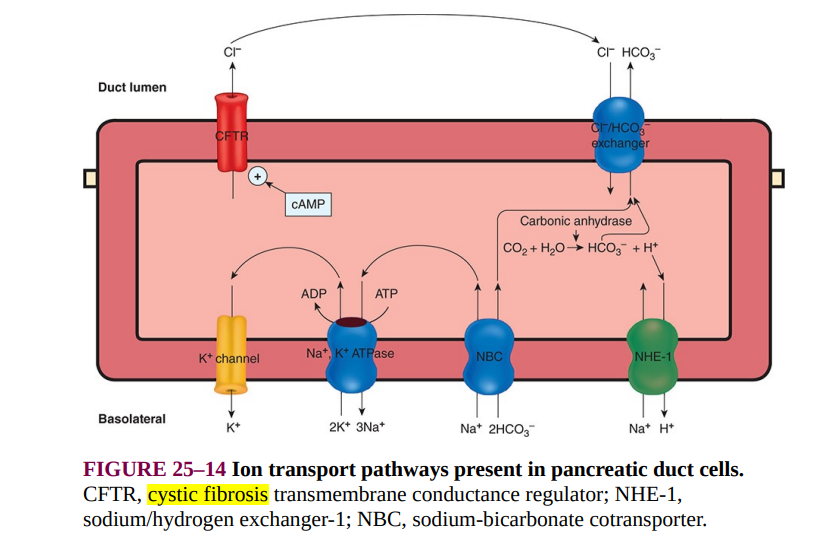 Cl⁻
Cl⁻ HCO₃⁻
Duct lumen
CFTR
Cl⁻/HCO₃⁻
exchanger
+
cAMP
Carbonic anhydrase
CO₂ + H₂O → HCO₃⁻ + H⁺
ADP
ATP
K⁺ channel
Na⁺, K⁺ ATPase
NBC
NHE-1
Basolateral
K⁺
2K⁺ 3Na⁺
Na⁺ 2HCO₃⁻
Na⁺ H⁺
FIGURE 25–14 Ion transport pathways present in pancreatic duct cells.
CFTR, cystic fibrosis transmembrane conductance regulator; NHE-1,
sodium/hydrogen exchanger-1; NBC, sodium-bicarbonate cotransporter.